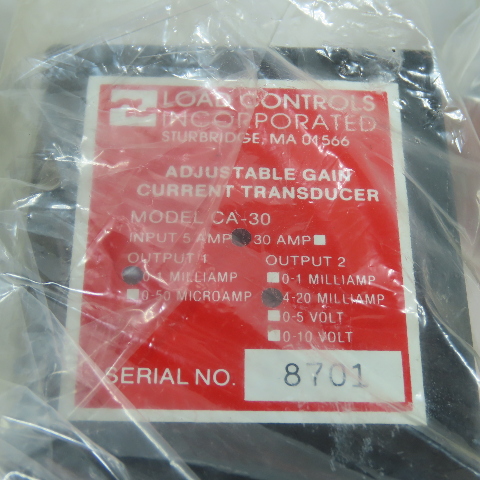 LOAD CONTROLS
INCORPORATED
STURBRIDGE, MA 01566
ADJUSTABLE GAIN
CURRENT TRANSDUCER
MODEL CA-30
INPUT 5 AMP 30 AMP
OUTPUT 1 OUTPUT 2
0-1 MILLIAMP 0-1 MILLIAMP
0-50 MICROAMP 4-20 MILLIAMP
0-5 VOLT
0-10 VOLT
SERIAL NO. 8701